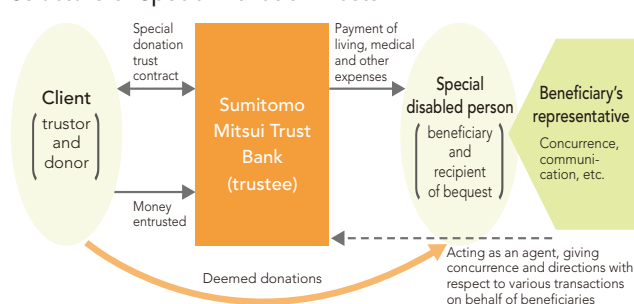 Special
donation
trust
contract
Payment of
living, medical
and other
expenses
Client
trustor
and
donor
Sumitomo
Mitsui Trust
Bank
(trustee)
Special
disabled person
beneficiary
and
recipient
of bequest
Beneficiary's
representative
Concurrence,
communi-
cation, etc.
Money
entrusted
Deemed donations
Acting as an agent, giving
concurrence and directions with
respect to various transactions
on behalf of beneficiaries